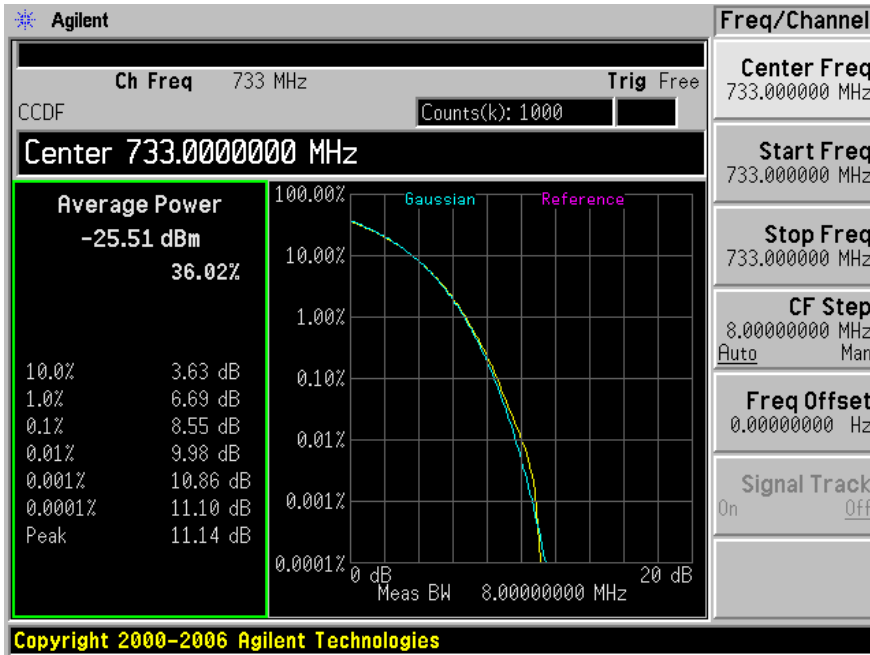 Agilent
Freq/Channel
Ch Freq 733 MHz Trig Free
CCDF Counts(k): 1000
Center 733.0000000 MHz
Average Power
-25.51 dBm
36.02%
10.0% 3.63 dB
1.0% 6.69 dB
0.1% 8.55 dB
0.01% 9.98 dB
0.001% 10.86 dB
0.0001% 11.10 dB
Peak 11.14 dB
Gaussian Reference
100.00%
10.00%
1.00%
0.10%
0.01%
0.001%
0.0001%
0 dB 20 dB
Meas BW 8.00000000 MHz
Center Freq
733.000000 MHz
Start Freq
733.000000 MHz
Stop Freq
733.000000 MHz
CF Step
8.00000000 MHz
Auto Man
Freq Offset
0.00000000 Hz
Signal Track
On Off
Copyright 2000-2006 Agilent Technologies